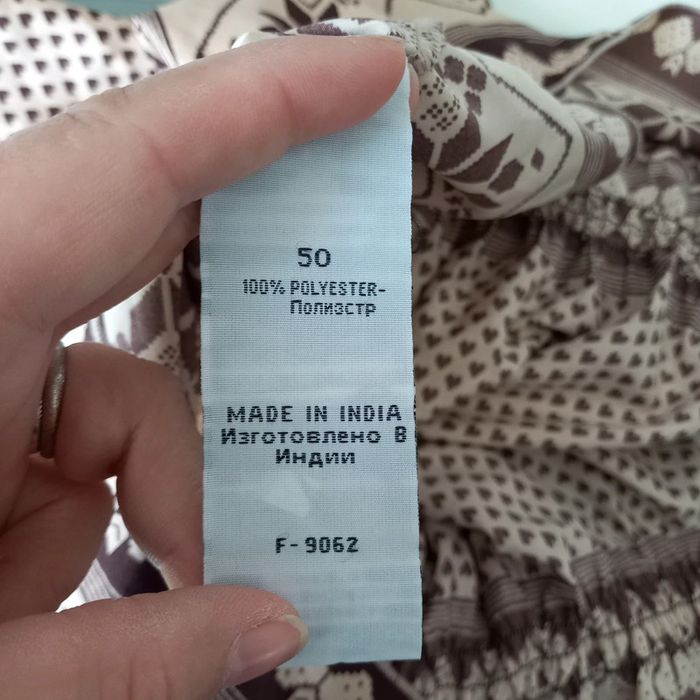 50
100% POLYESTER-
Полиэстр
MADE IN INDIA
Изготовлено В
Индии
F-9062